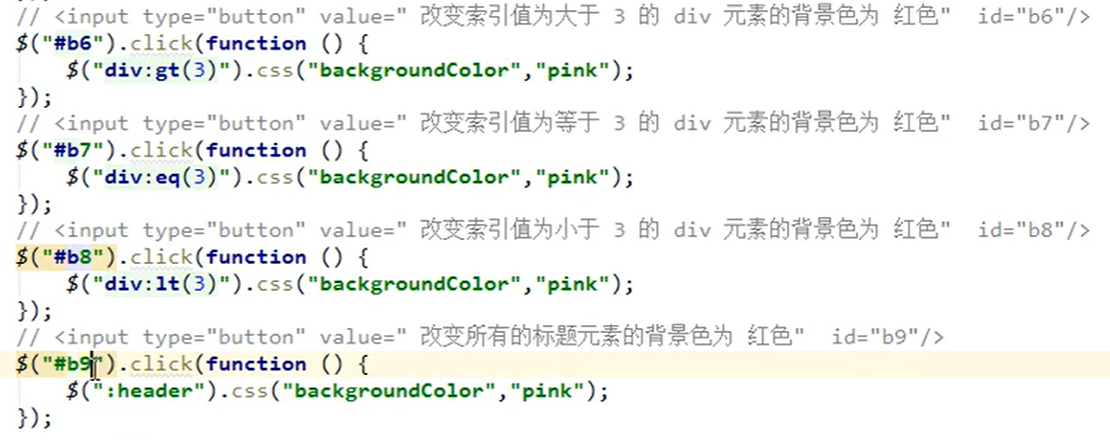 // <input type="button" value=" 改变索引值为大于 3 的 div 元素的背景色为 红色"  id="b6"/>
$("#b6").click(function () {
    $("div:gt(3)").css("backgroundColor","pink");
});
// <input type="button" value=" 改变索引值为等于 3 的 div 元素的背景色为 红色"  id="b7"/>
$("#b7").click(function () {
    $("div:eq(3)").css("backgroundColor","pink");
});
// <input type="button" value=" 改变索引值为小于 3 的 div 元素的背景色为 红色"  id="b8"/>
$("#b8").click(function () {
    $("div:lt(3)").css("backgroundColor","pink");
});
// <input type="button" value=" 改变所有的标题元素的背景色为 红色"  id="b9"/>
$("#b9").click(function () {
    $(":header").css("backgroundColor","pink");
});